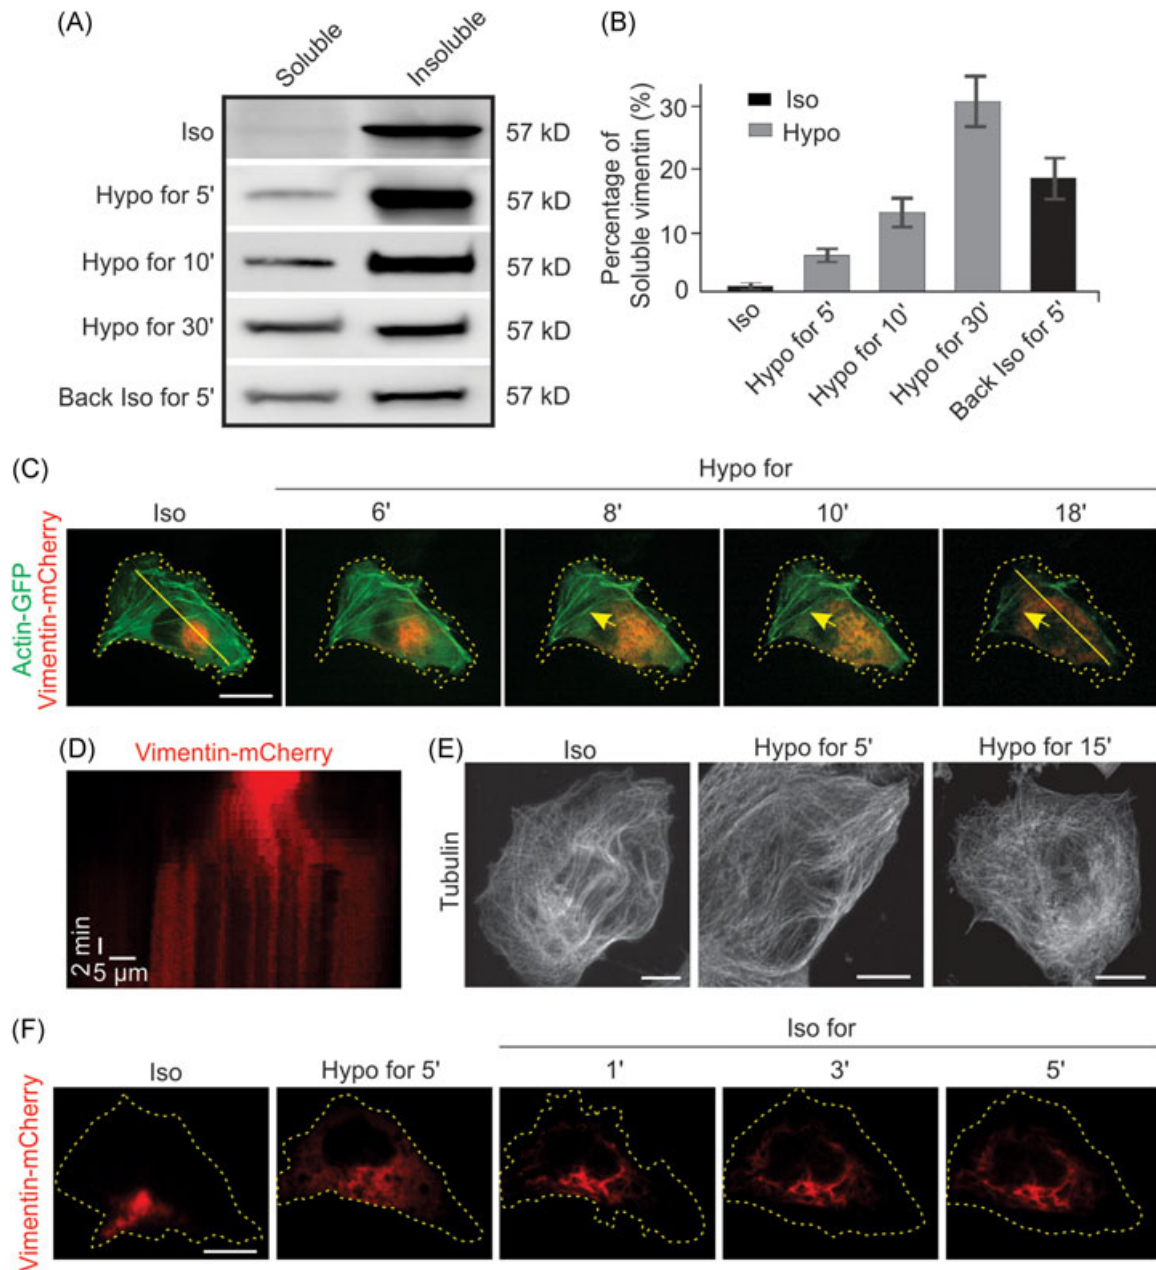 (A)
Soluble
Insoluble
Iso
57 kD
Hypo for 5'
57 kD
Hypo for 10'
57 kD
Hypo for 30'
57 kD
Back Iso for 5'
57 kD
(B)
Percentage of
Soluble vimentin (%)
30
20
10
0
Iso
Hypo
Iso
Hypo for 5'
Hypo for 10'
Hypo for 30'
Back Iso for 5'
(C)
Hypo for
Iso
6'
8'
10'
18'
Actin-GFP
Vimentin-mCherry
(D)
Vimentin-mCherry
2 min
5 μm
(E)
Iso
Hypo for 5'
Hypo for 15'
Tubulin
(F)
Iso for
Iso
Hypo for 5'
1'
3'
5'
Vimentin-mCherry